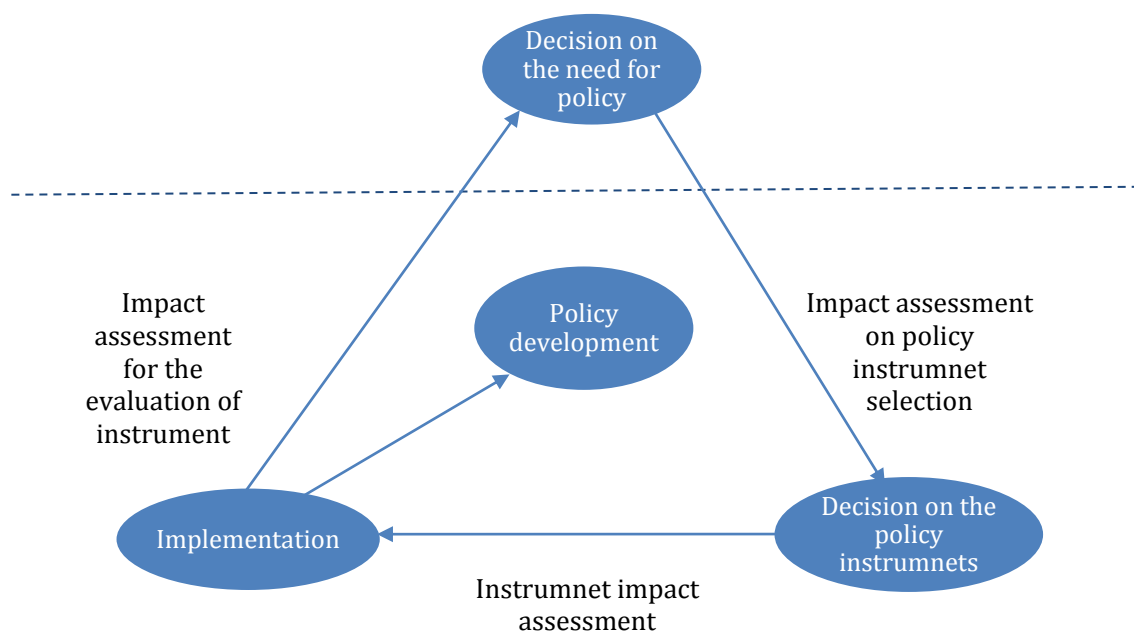 Decision on
the need for
policy
Impact
assessment
for the
evaluation of
instrument
Policy
development
Impact assessment
on policy
instrumnet
selection
Implementation
Decision on the
policy
instrumnets
Instrumnet impact
assessment